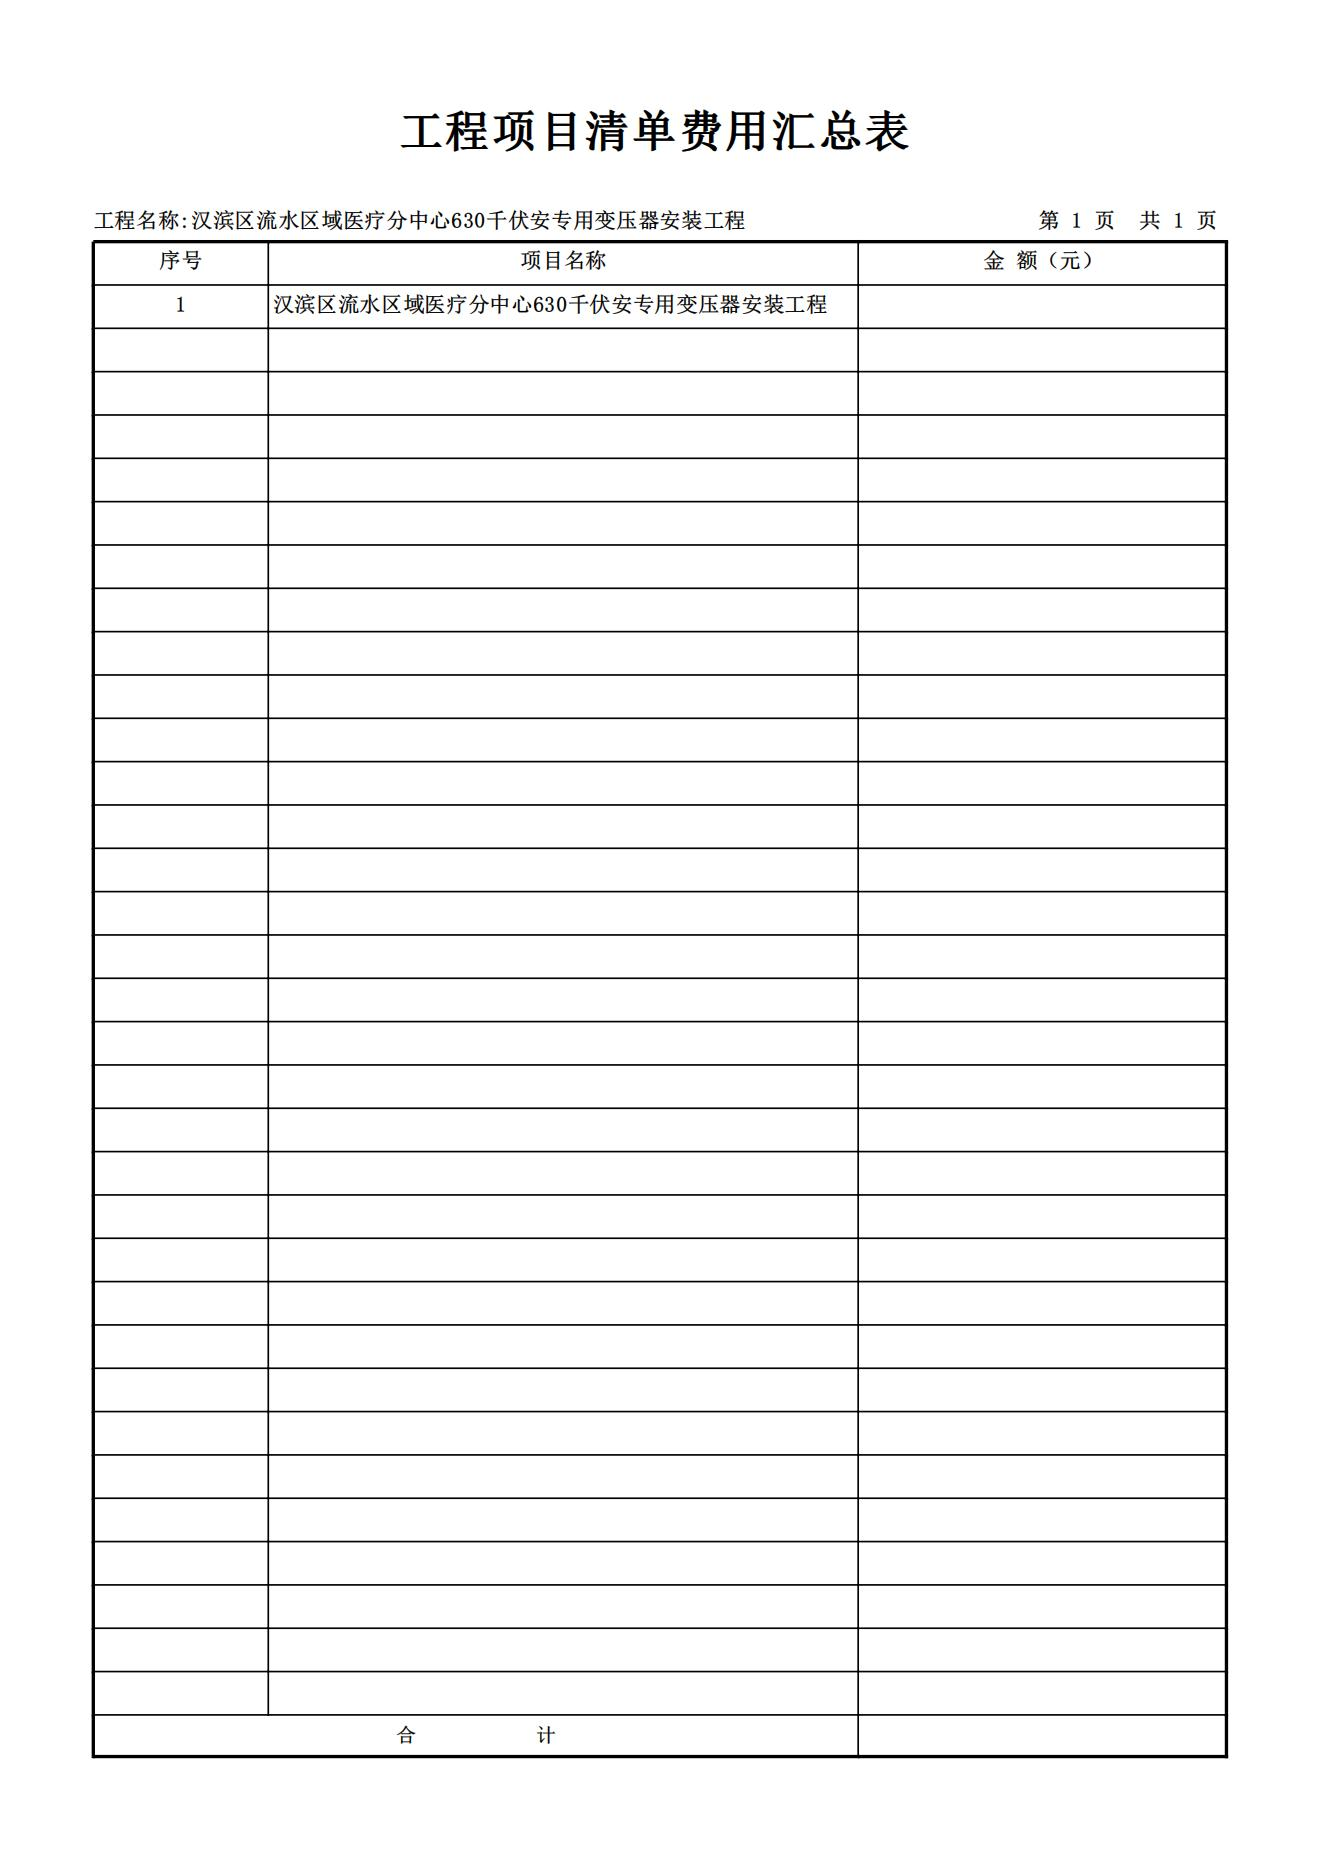 工程项目清单费用汇总表
工程名称:汉滨区流水区域医疗分中心630千伏安专用变压器安装工程 第 1 页 共 1 页
序号 项目名称 金 额（元）
1 汉滨区流水区域医疗分中心630千伏安专用变压器安装工程
合 计